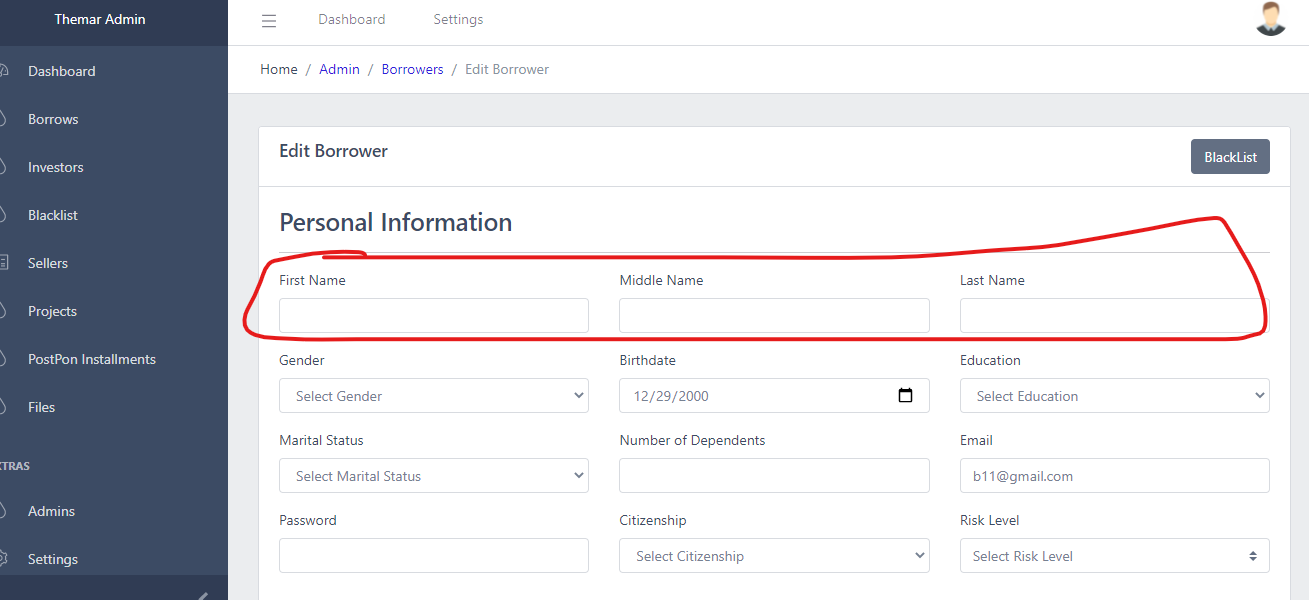 Themar Admin
Dashboard
Settings
Home / Admin / Borrowers / Edit Borrower
Dashboard
Borrows
Investors
Blacklist
Sellers
Projects
PostPon Installments
Files
TRAS
Admins
Settings
Edit Borrower
BlackList
Personal Information
First Name
Middle Name
Last Name
Gender
Birthdate
Education
Select Gender
12/29/2000
Select Education
Marital Status
Number of Dependents
Email
Select Marital Status
b11@gmail.com
Password
Citizenship
Risk Level
Select Citizenship
Select Risk Level